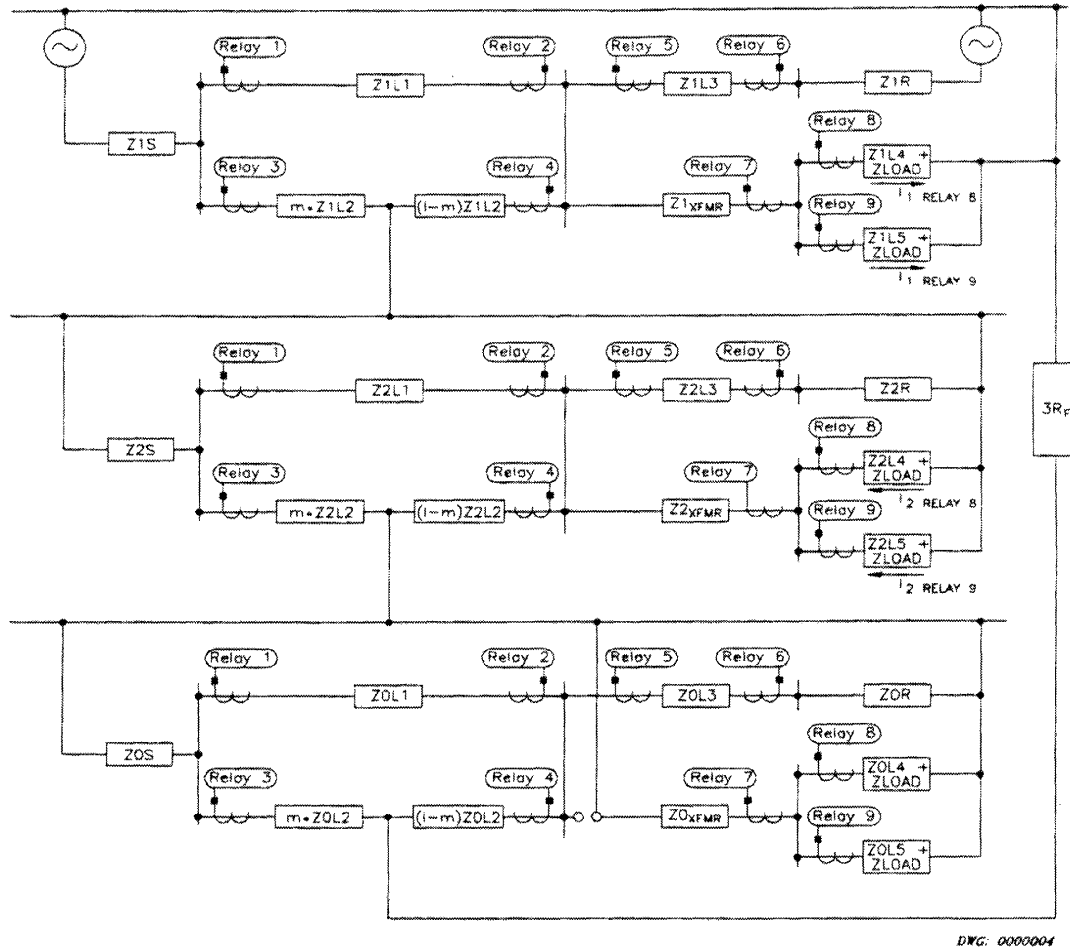 Relay 1
Relay 2
Relay 5
Relay 6
Z1L1
Z1L3
Z1R
Z1S
Relay 3
Relay 4
Relay 7
Relay 8
m•Z1L2
(1-m)Z1L2
Z1XFMR
Z1L4 +
ZLOAD
I1 RELAY 8
Relay 9
Z1L5 +
ZLOAD
I1 RELAY 9
Relay 1
Relay 2
Relay 5
Relay 6
Z2L1
Z2L3
Z2R
3RF
Z2S
Relay 3
Relay 4
Relay 7
Relay 8
m•Z2L2
(1-m)Z2L2
Z2XFMR
Z2L4 +
ZLOAD
I2 RELAY 8
Relay 9
Z2L5 +
ZLOAD
I2 RELAY 9
Relay 1
Relay 2
Relay 5
Relay 6
Z0L1
Z0L3
Z0R
Z0S
Relay 3
Relay 4
Relay 7
Relay 8
m•Z0L2
(1-m)Z0L2
Z0XFMR
Z0L4 +
ZLOAD
Relay 9
Z0L5 +
ZLOAD
DWG: 0000004